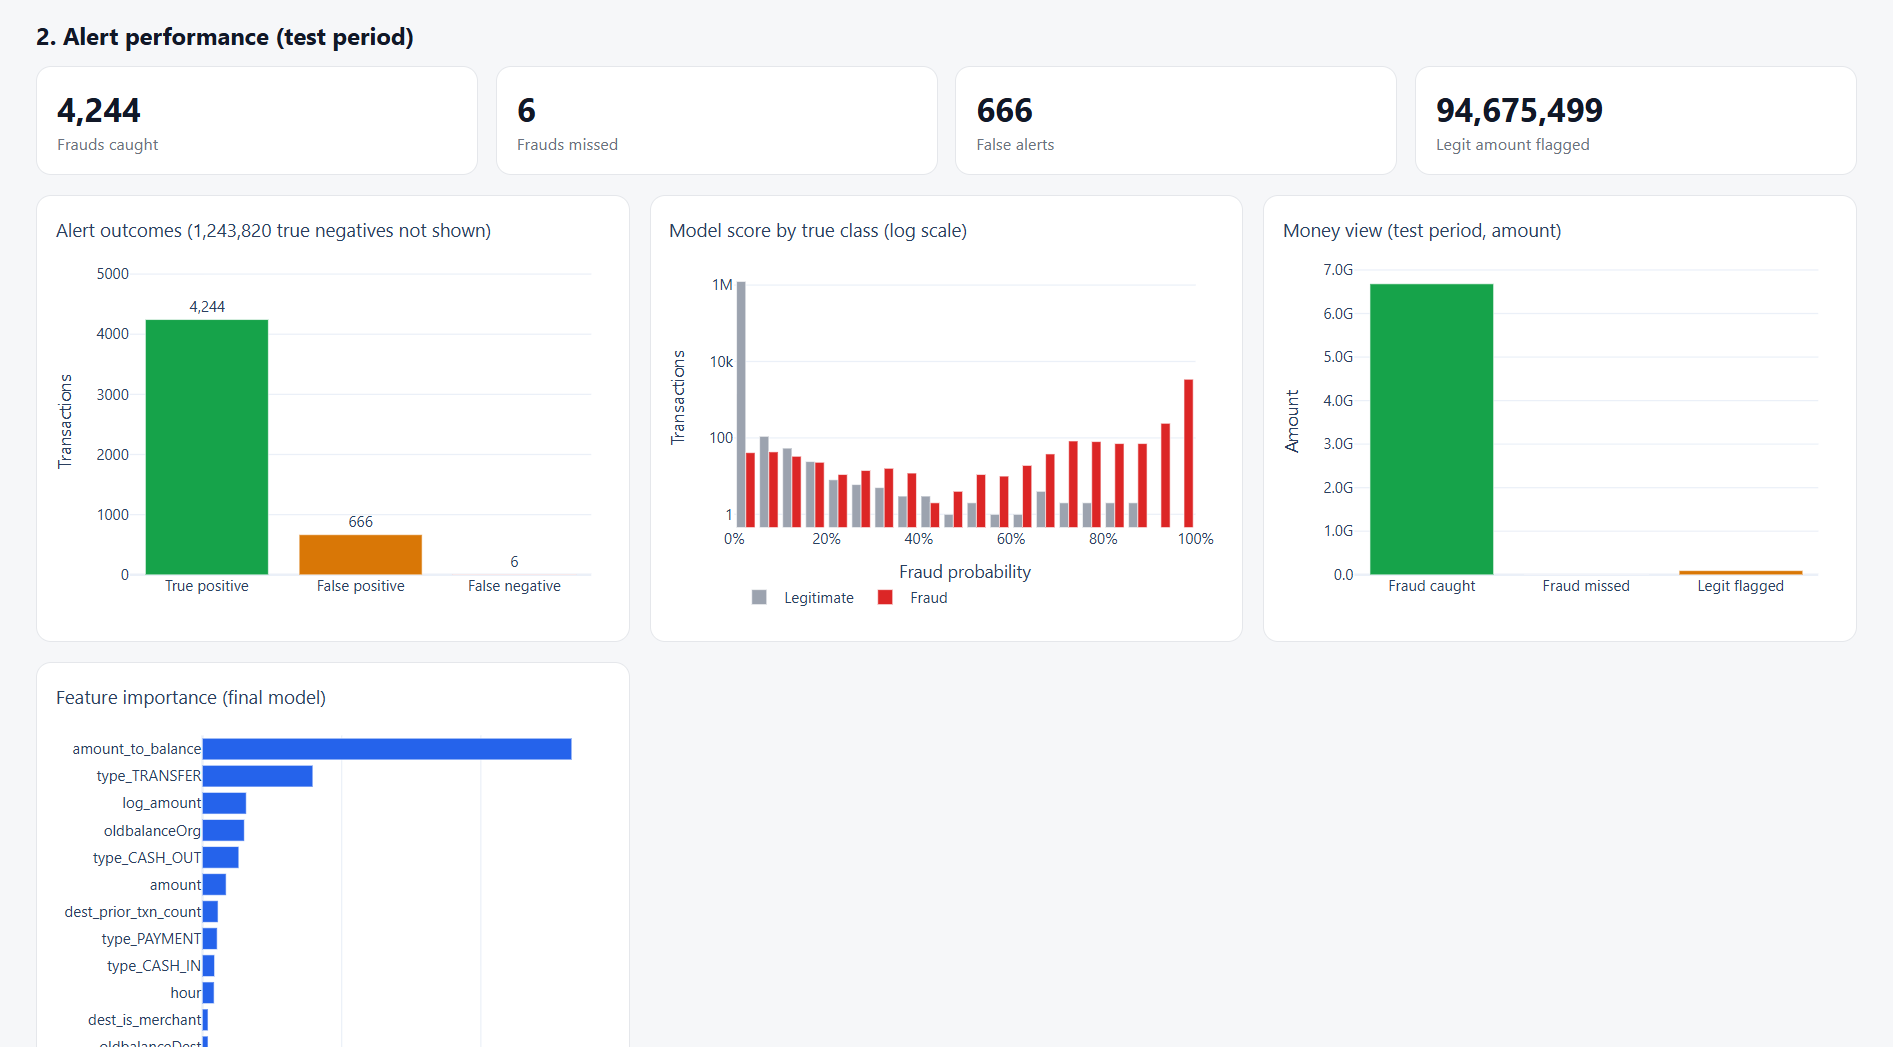 2. Alert performance (test period)
4,244
Frauds caught
6
Frauds missed
666
False alerts
94,675,499
Legit amount flagged
Alert outcomes (1,243,820 true negatives not shown)
5000
4000
3000
2000
1000
0
Transactions
4,244
666
6
True positive
False positive
False negative
Model score by true class (log scale)
1M
10k
100
1
Transactions
0%
20%
40%
60%
80%
100%
Fraud probability
Legitimate
Fraud
Money view (test period, amount)
7.0G
6.0G
5.0G
4.0G
3.0G
2.0G
1.0G
0.0
Amount
Fraud caught
Fraud missed
Legit flagged
Feature importance (final model)
amount_to_balance
type_TRANSFER
log_amount
oldbalanceOrg
type_CASH_OUT
amount
dest_prior_txn_count
type_PAYMENT
type_CASH_IN
hour
dest_is_merchant
oldbalanceDest